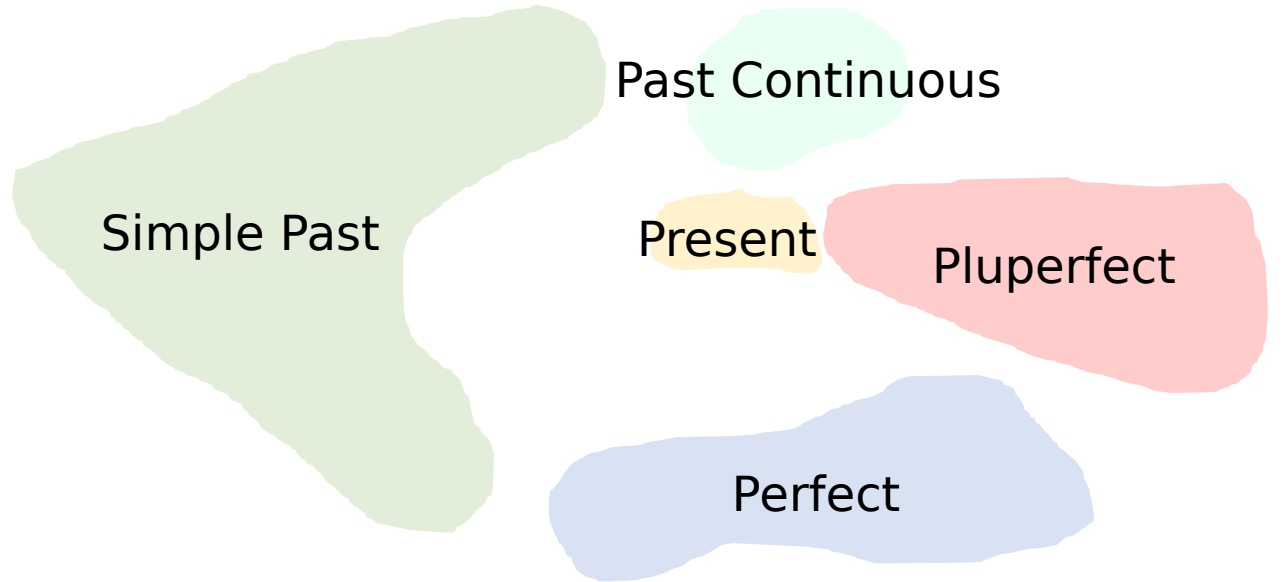 Past Continuous
Simple Past
Present
Pluperfect
Perfect